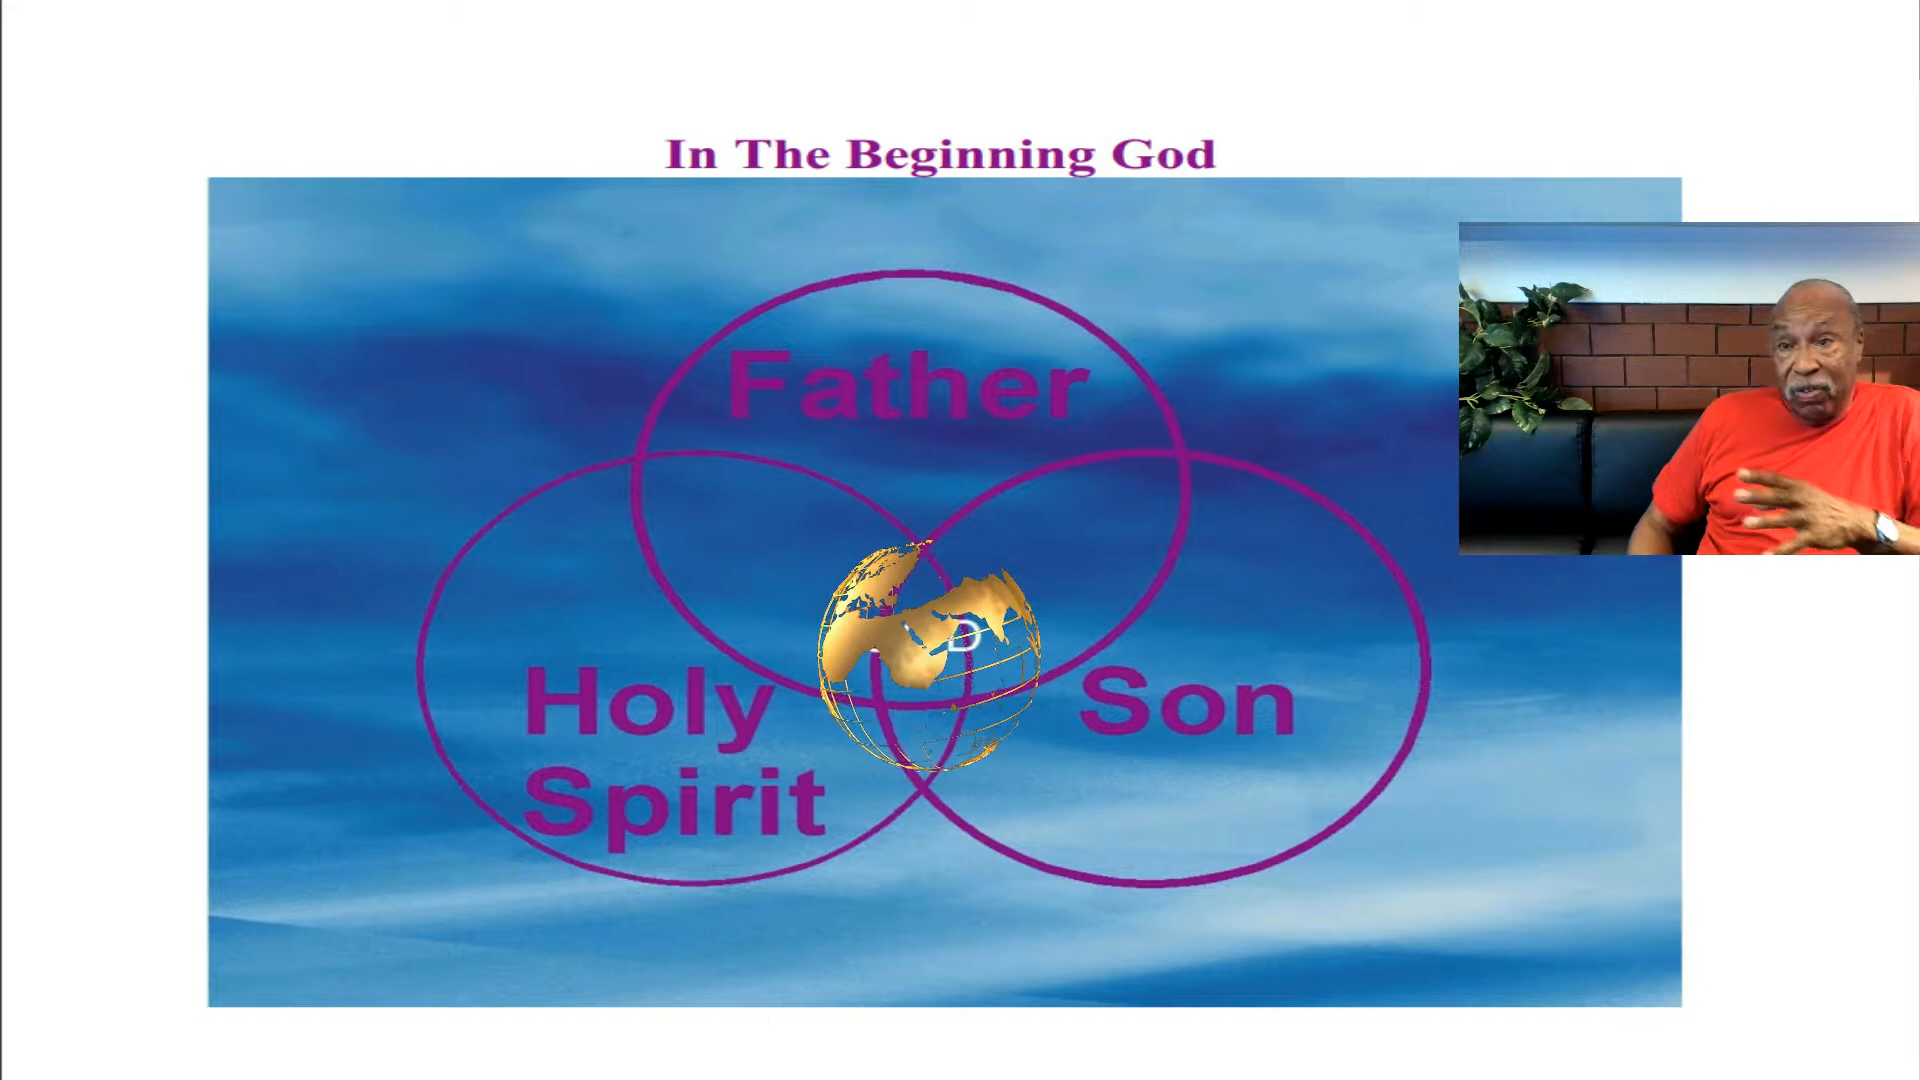 In The Beginning God
Father
D
Holy
Spirit
Son